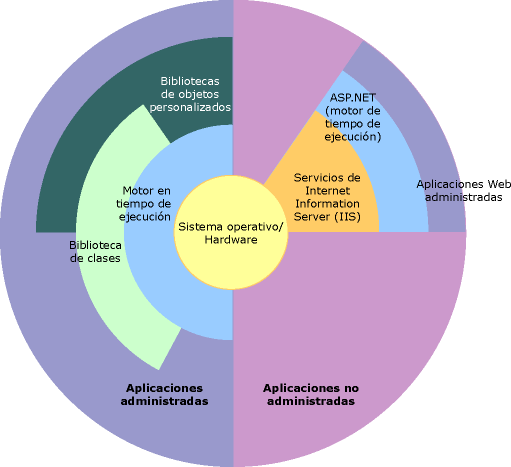 Bibliotecas
de objetos
personalizados
ASP.NET
(motor de
tiempo de
ejecución)
Motor en
tiempo de
ejecución
Servicios de
Internet
Information
Server (IIS)
Aplicaciones Web
administradas
Sistema operativo/
Hardware
Biblioteca
de clases
Aplicaciones
administradas
Aplicaciones no
administradas